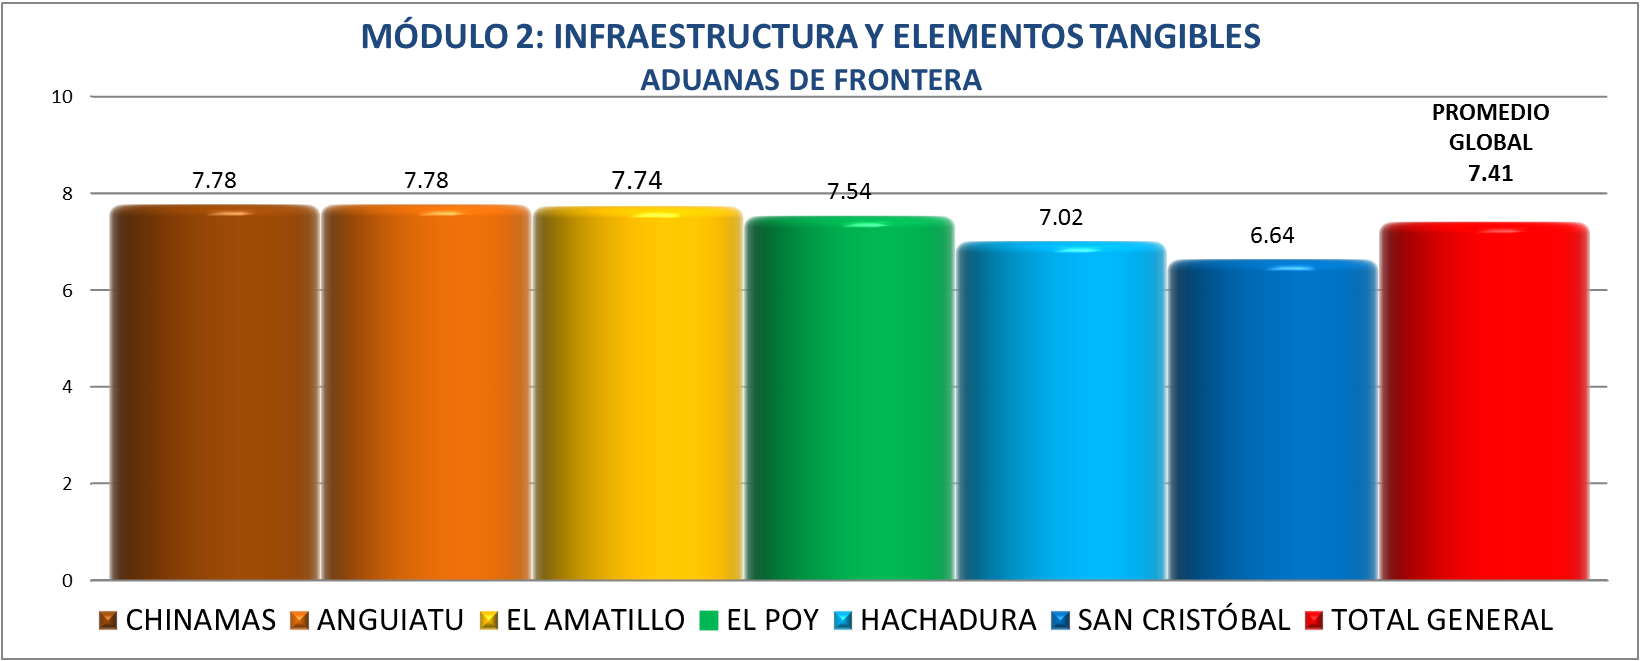 MÓDULO 2: INFRAESTRUCTURA Y ELEMENTOS TANGIBLES
ADUANAS DE FRONTERA
10
8
6
4
2
0
7.78
7.78
7.74
7.54
7.02
6.64
PROMEDIO
GLOBAL
7.41
CHINAMAS ANGUIATU EL AMATILLO EL POY HACHADURA SAN CRISTÓBAL TOTAL GENERAL